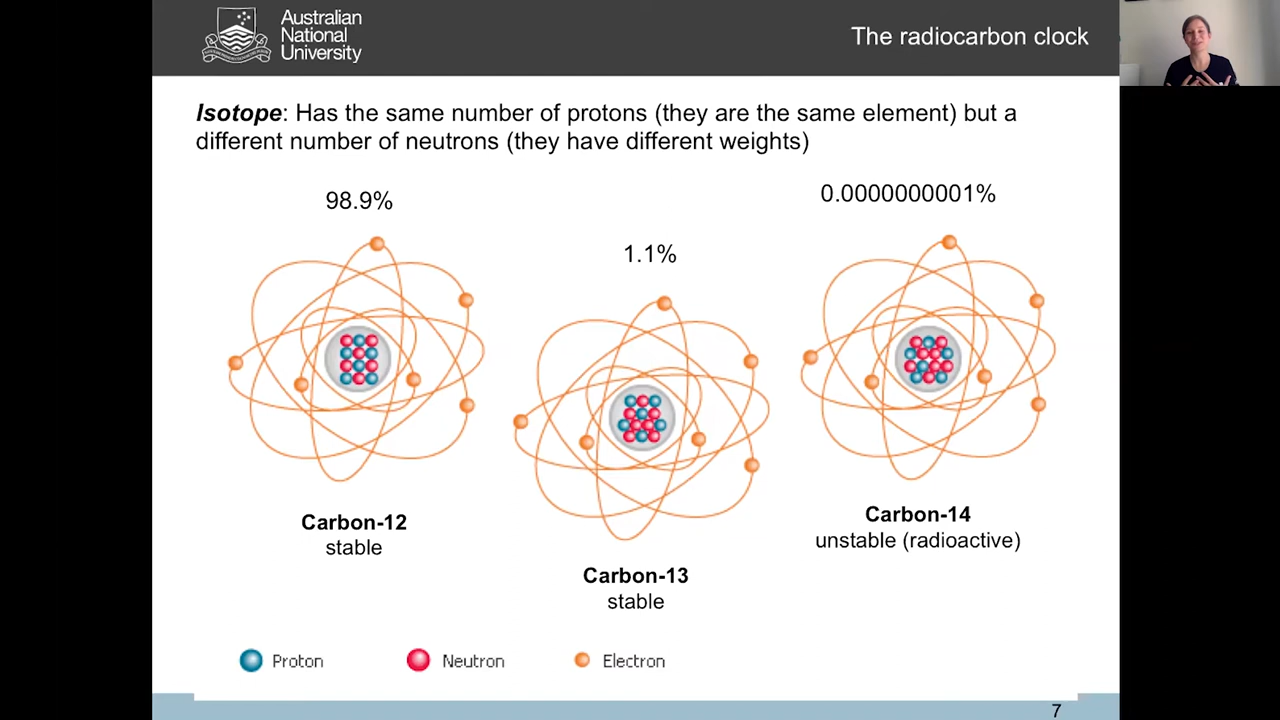 Australian
National
University
The radiocarbon clock
Isotope: Has the same number of protons (they are the same element) but a
different number of neutrons (they have different weights)
98.9%
1.1%
0.0000000001%
Carbon-12
stable
Carbon-13
stable
Carbon-14
unstable (radioactive)
Proton
Neutron
Electron
7